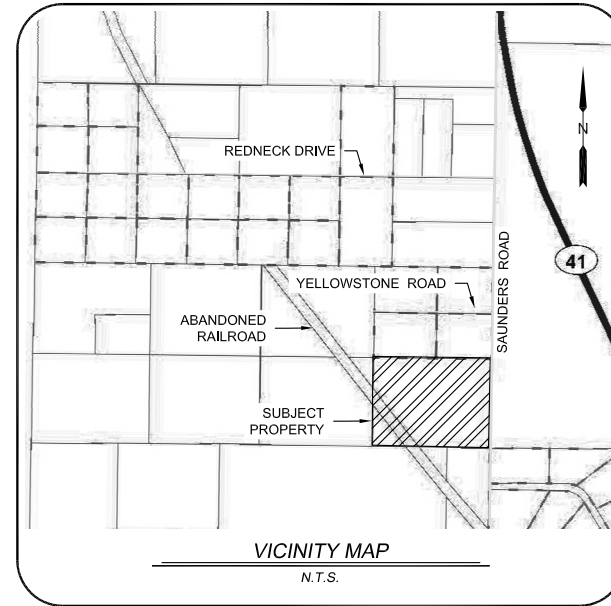 REDNECK DRIVE
N
41
YELLOWSTONE ROAD
SAUNDERS ROAD
ABANDONED
RAILROAD
SUBJECT
PROPERTY
VICINITY MAP
N.T.S.